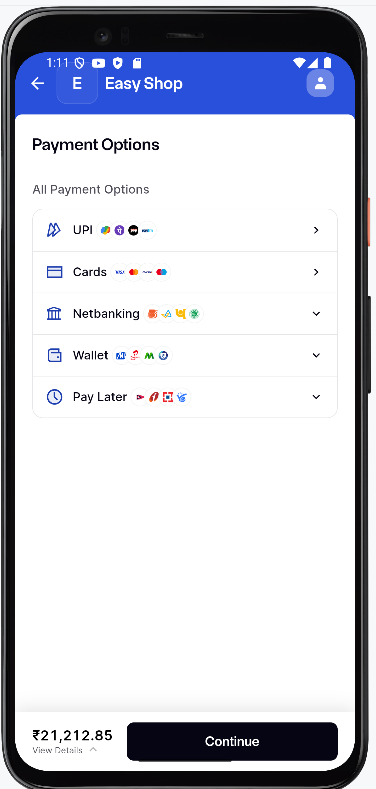 1:11
E Easy Shop
Payment Options
All Payment Options
UPI
Cards VISA
Netbanking
Wallet
Pay Later
₹21,212.85
View Details
Continue